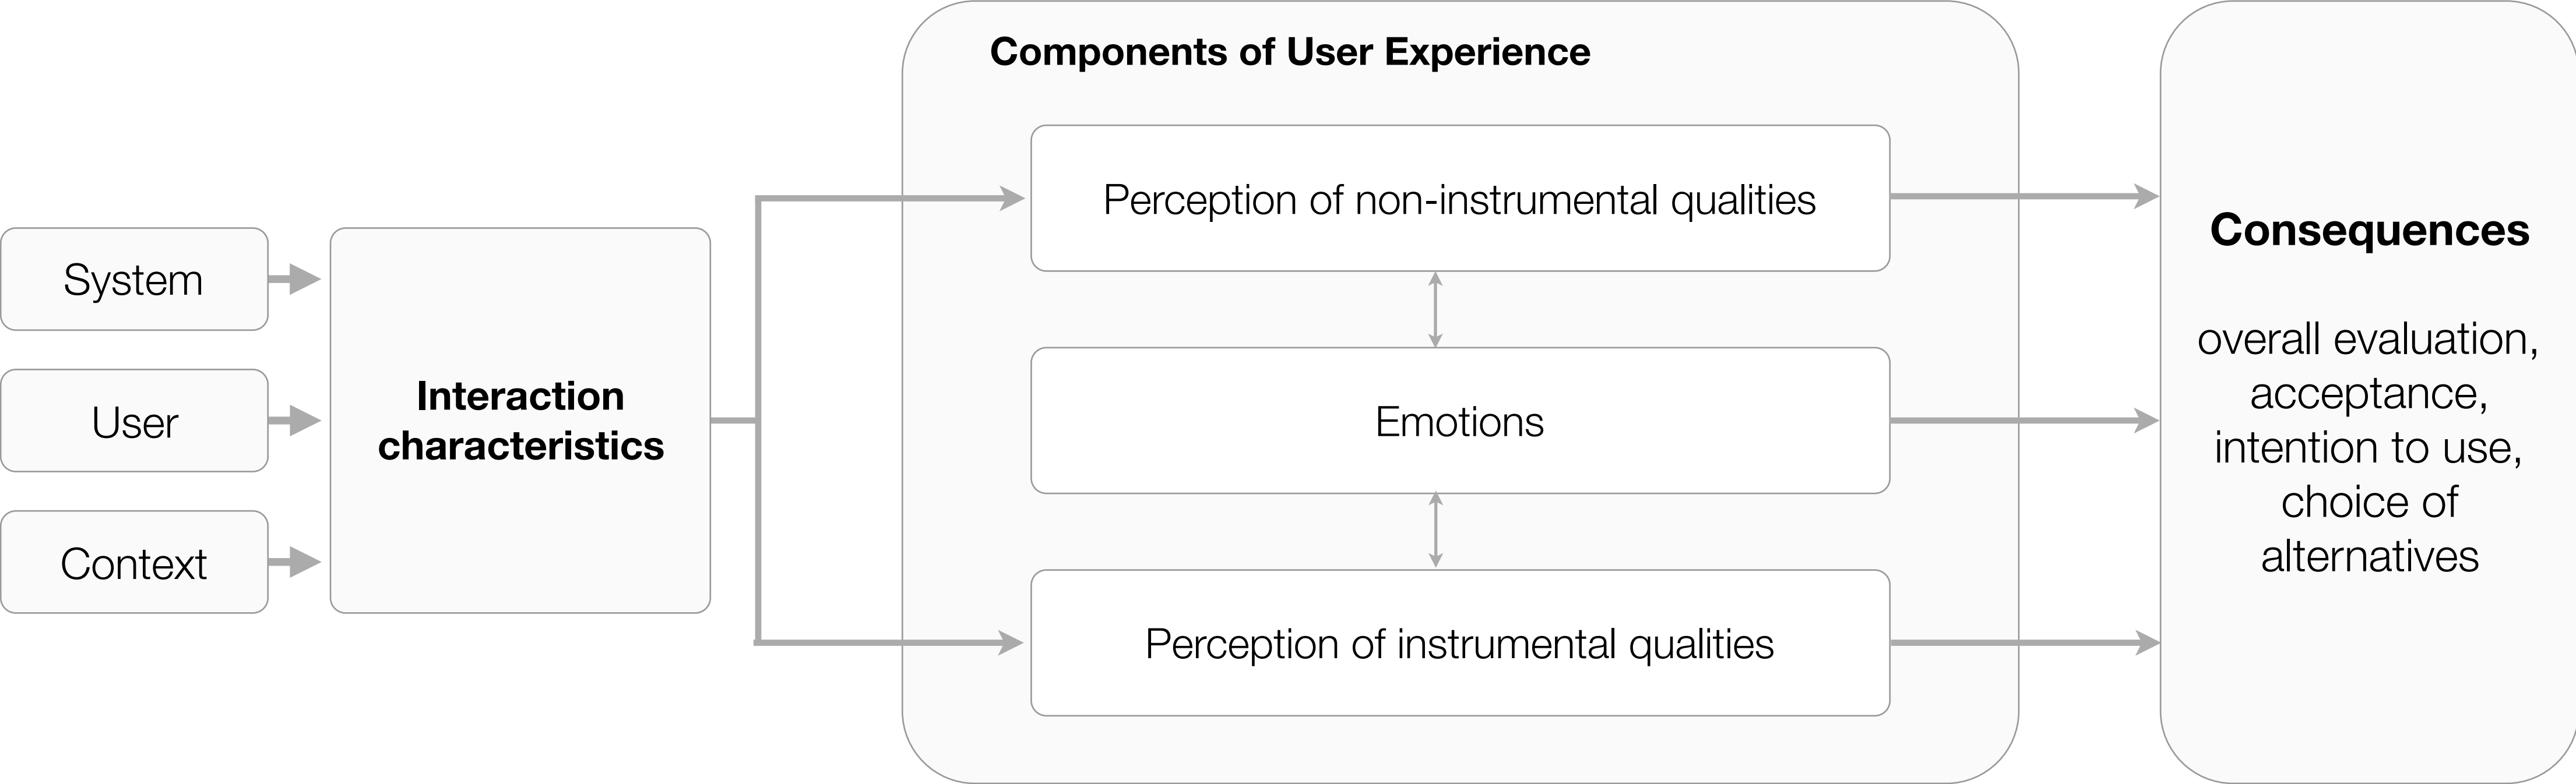 Components of User Experience
System
User
Context
Interaction
characteristics
Perception of non-instrumental qualities
Emotions
Perception of instrumental qualities
Consequences
overall evaluation,
acceptance,
intention to use,
choice of
alternatives